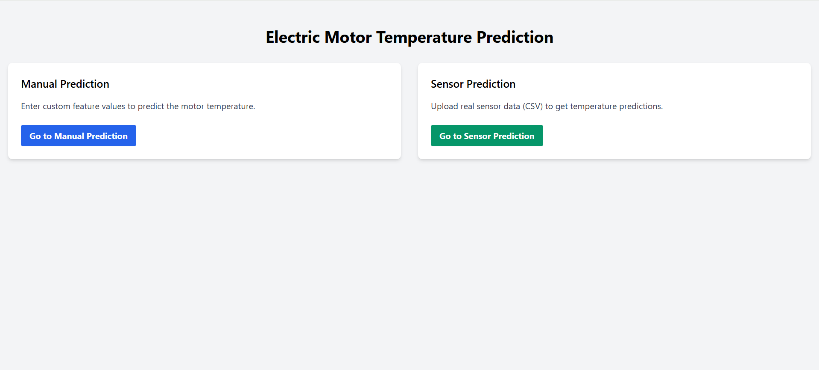 Electric Motor Temperature Prediction
Manual Prediction
Enter custom feature values to predict the motor temperature.
Go to Manual Prediction
Sensor Prediction
Upload real sensor data (CSV) to get temperature predictions.
Go to Sensor Prediction